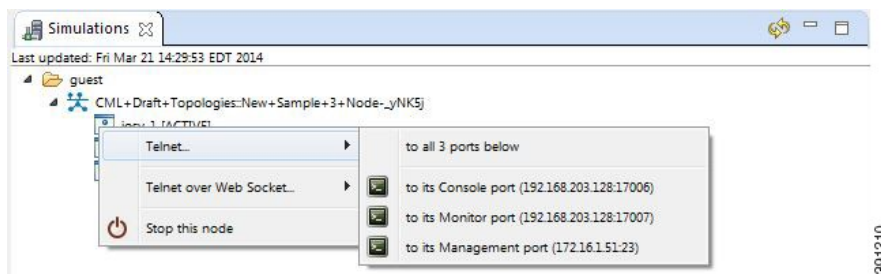 Simulations
Last updated: Fri Mar 21 14:29:53 EDT 2014
guest
CML+Draft+Topologies::New+Sample+3+Node-_yNK5j
[ACTIVE]
Telnet...
to all 3 ports below
Telnet over Web Socket...
to its Console port (192.168.203.128:17006)
to its Monitor port (192.168.203.128:17007)
Stop this node
to its Management port (172.16.1.51:23)